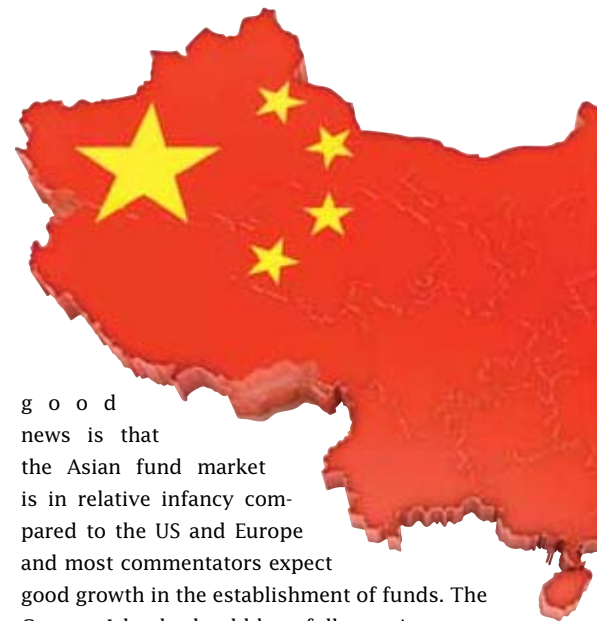 good
news is that
the Asian fund market
is in relative infancy com-
pared to the US and Europe
and most commentators expect
good growth in the establishment of funds. The